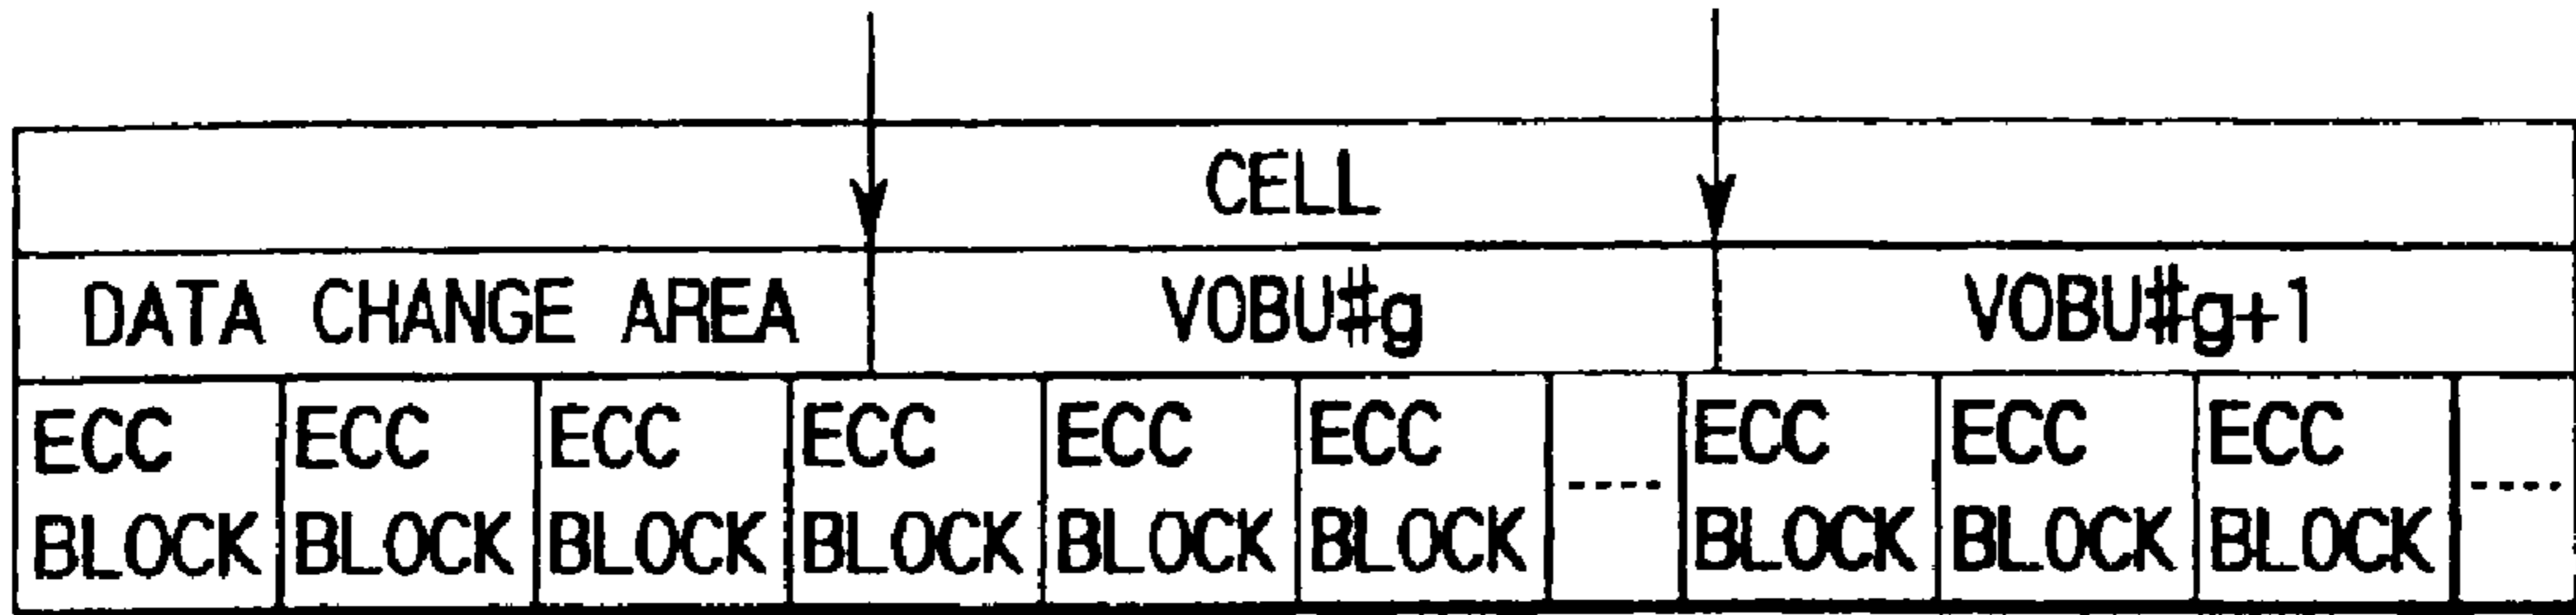 CELL
DATA CHANGE AREA VOBU#g VOBU#g+1
ECC ECC ECC ECC ECC ECC ---- ECC ECC ECC ----
BLOCK BLOCK BLOCK BLOCK BLOCK BLOCK BLOCK BLOCK BLOCK